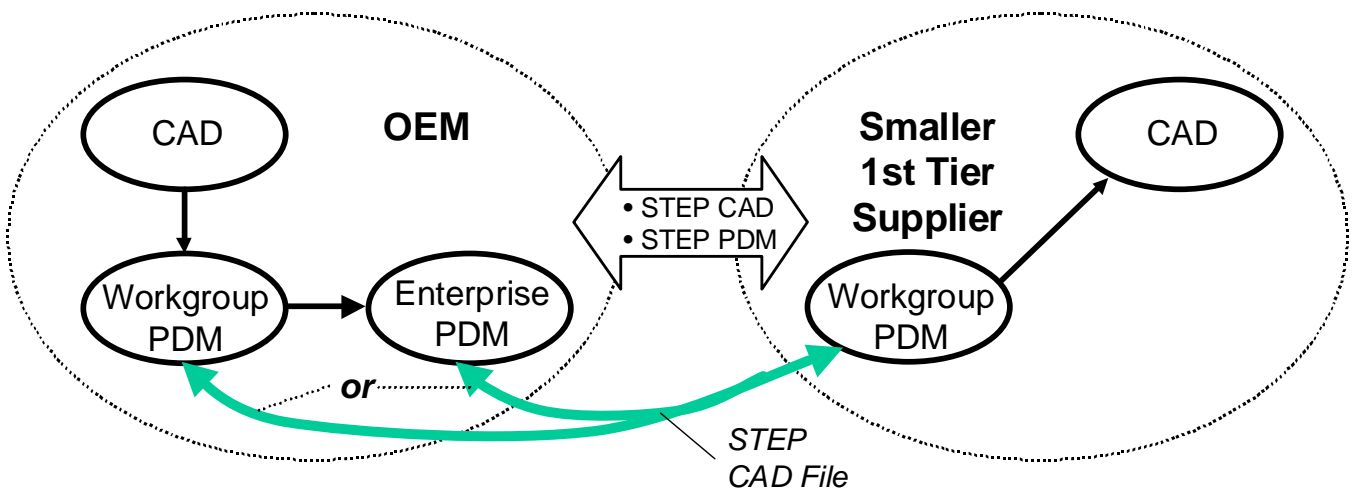 CAD
OEM
Workgroup
PDM
Enterprise
PDM
or
• STEP CAD
• STEP PDM
Smaller
1st Tier
Supplier
CAD
Workgroup
PDM
STEP
CAD File